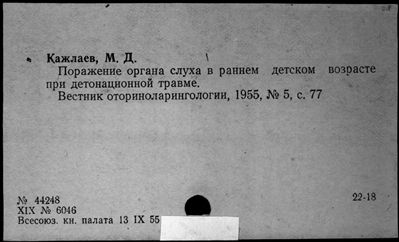 Кажлаев, М. Д.
Поражение органа слуха в раннем детском возрасте
при детонационной травме.
Вестник оториноларингологии, 1955, № 5, с. 77
22-18
№ 44248
XIX № 6046
Всесоюз. кн. палата 13 IX 55